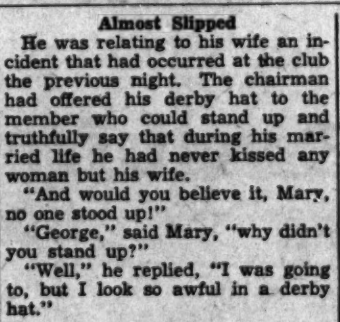 Almost Slipped
He was relating to his wife an in-
cident that had occurred at the club
the previous night. The chairman
had offered his derby hat to the
member who could stand up and
truthfully say that during his mar-
ried life he had never kissed any
woman but his wife.
"And would you believe it, Mary,
no one stood up!"
"George," said Mary, "why didn't
you stand up?"
"Well," he replied, "I was going
to, but I look so awful in a derby
hat."